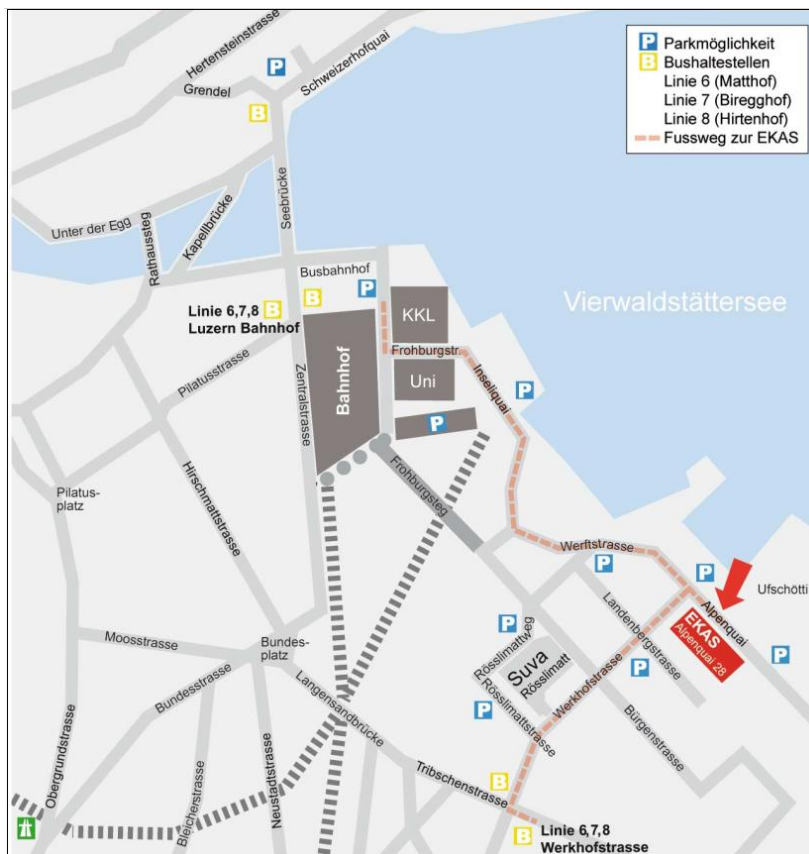 Hertensteinstrasse
Grendel
Schweizerhofquai
P
B
P Parkmöglichkeit
B Bushaltestellen
Linie 6 (Matthof)
Linie 7 (Biregghof)
Linie 8 (Hirtenhof)
Fussweg zur EKAS
Unter der Egg
Rathaussteg
Kapellbrücke
Seebrücke
Busbahnhof
Linie 6,7,8
Luzern Bahnhof
B
B
P
KKL
Vierwaldstättersee
Frohburgstr.
Uni
P
Bahnhof
Inseliquai
P
Pilatusstrasse
Zentralstrasse
Hirschmattstrasse
Pilatus-
platz
Frohburgsteg
Werftstrasse
P
P
Ufschötti
Alpenquai
EKAS
Alpenquai 28
P
P
Landenbergstrasse
P
Rösslimattweg
Suva
Rösslimatt
Rösslimattstrasse
P
Werkhofstrasse
Bürgenstrasse
Moosstrasse
Bundes-
platz
Bundesstrasse
Langensandbrücke
Obergrundstrasse
Bleicherstrasse
Neustadtstrasse
Tribschenstrasse
B
B
Linie 6,7,8
Werkhofstrasse